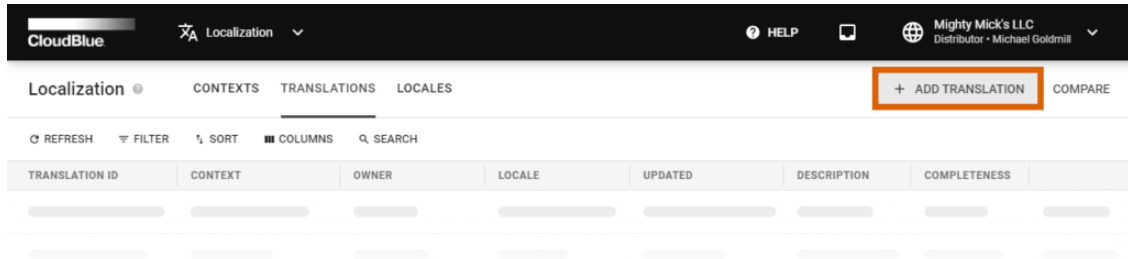 CloudBlue. Localization HELP Mighty Mick's LLC
Distributor • Michael Goldmill
Localization CONTEXTS TRANSLATIONS LOCALES + ADD TRANSLATION COMPARE
REFRESH FILTER SORT COLUMNS SEARCH
TRANSLATION ID CONTEXT OWNER LOCALE UPDATED DESCRIPTION COMPLETENESS